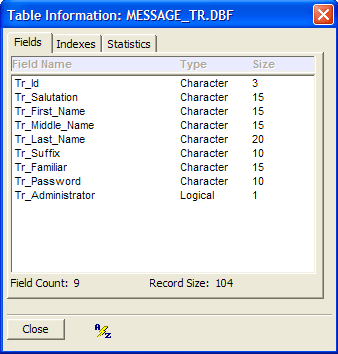 Table Information: MESSAGE_TR.DBF
Fields Indexes Statistics
Field Name Type Size
Tr_Id Character 3
Tr_Salutation Character 15
Tr_First_Name Character 15
Tr_Middle_Name Character 15
Tr_Last_Name Character 20
Tr_Suffix Character 10
Tr_Familiar Character 15
Tr_Password Character 10
Tr_Administrator Logical 1
Field Count: 9 Record Size: 104
Close A/Z